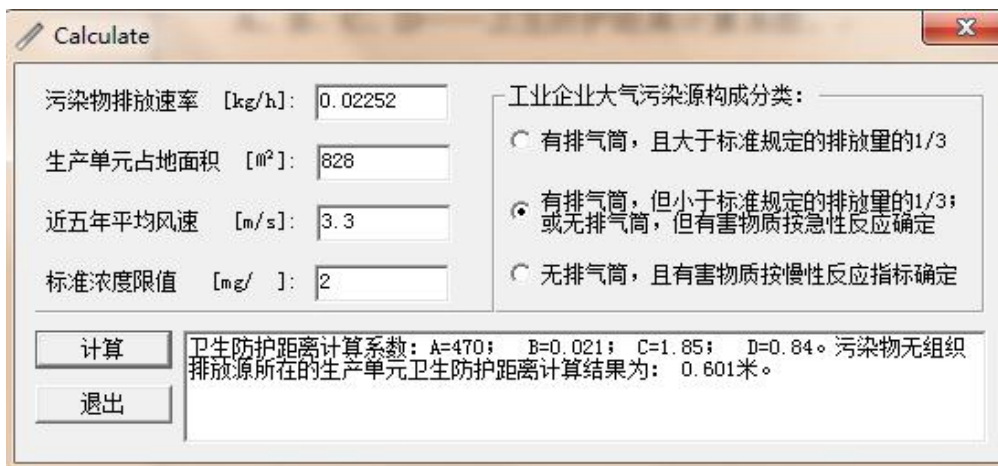 Calculate
污染物排放速率 [kg/h]: 0.02252
生产单元占地面积 [m²]: 828
近五年平均风速 [m/s]: 3.3
标准浓度限值 [mg/ ]: 2
工业企业大气污染源构成分类:
有排气筒，且大于标准规定的排放量的1/3
有排气筒，但小于标准规定的排放量的1/3；
或无排气筒，但有害物质按急性反应确定
无排气筒，且有害物质按慢性反应指标确定
计算
退出
卫生防护距离计算系数: A=470; B=0.021; C=1.85; D=0.84。污染物无组织
排放源所在的生产单元卫生防护距离计算结果为: 0.601米。